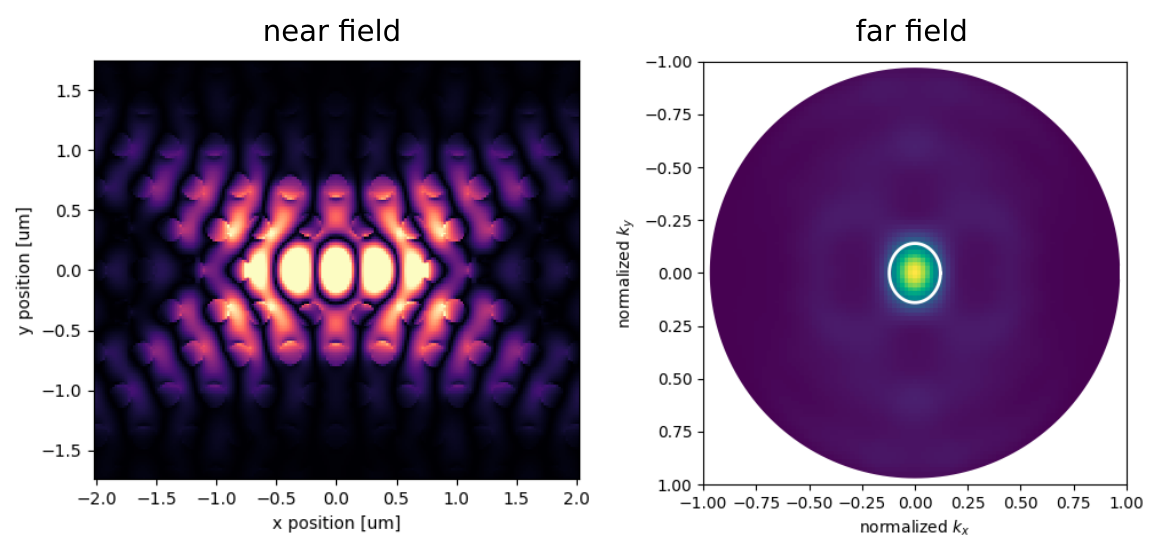 near field
far field
1.5
1.0
0.5
0.0
−0.5
−1.0
−1.5
y position [um]
−2.0 −1.5 −1.0 −0.5 0.0 0.5 1.0 1.5 2.0
x position [um]
−1.00
−0.75
−0.50
−0.25
0.00
0.25
0.50
0.75
1.00
normalized ky
−1.00 −0.75 −0.50 −0.25 0.00 0.25 0.50 0.75 1.00
normalized kx